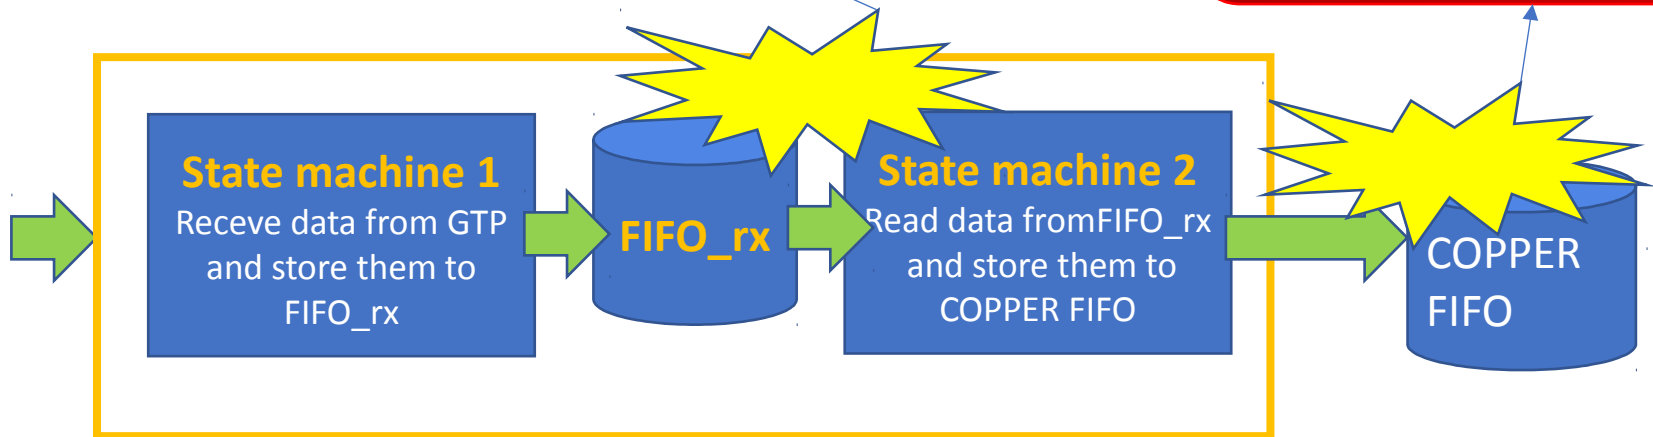 State machine 1
Receve data from GTP
and store them to
FIFO_rx
FIFO_rx
State machine 2
Read data fromFIFO_rx
and store them to
COPPER FIFO
COPPER
FIFO